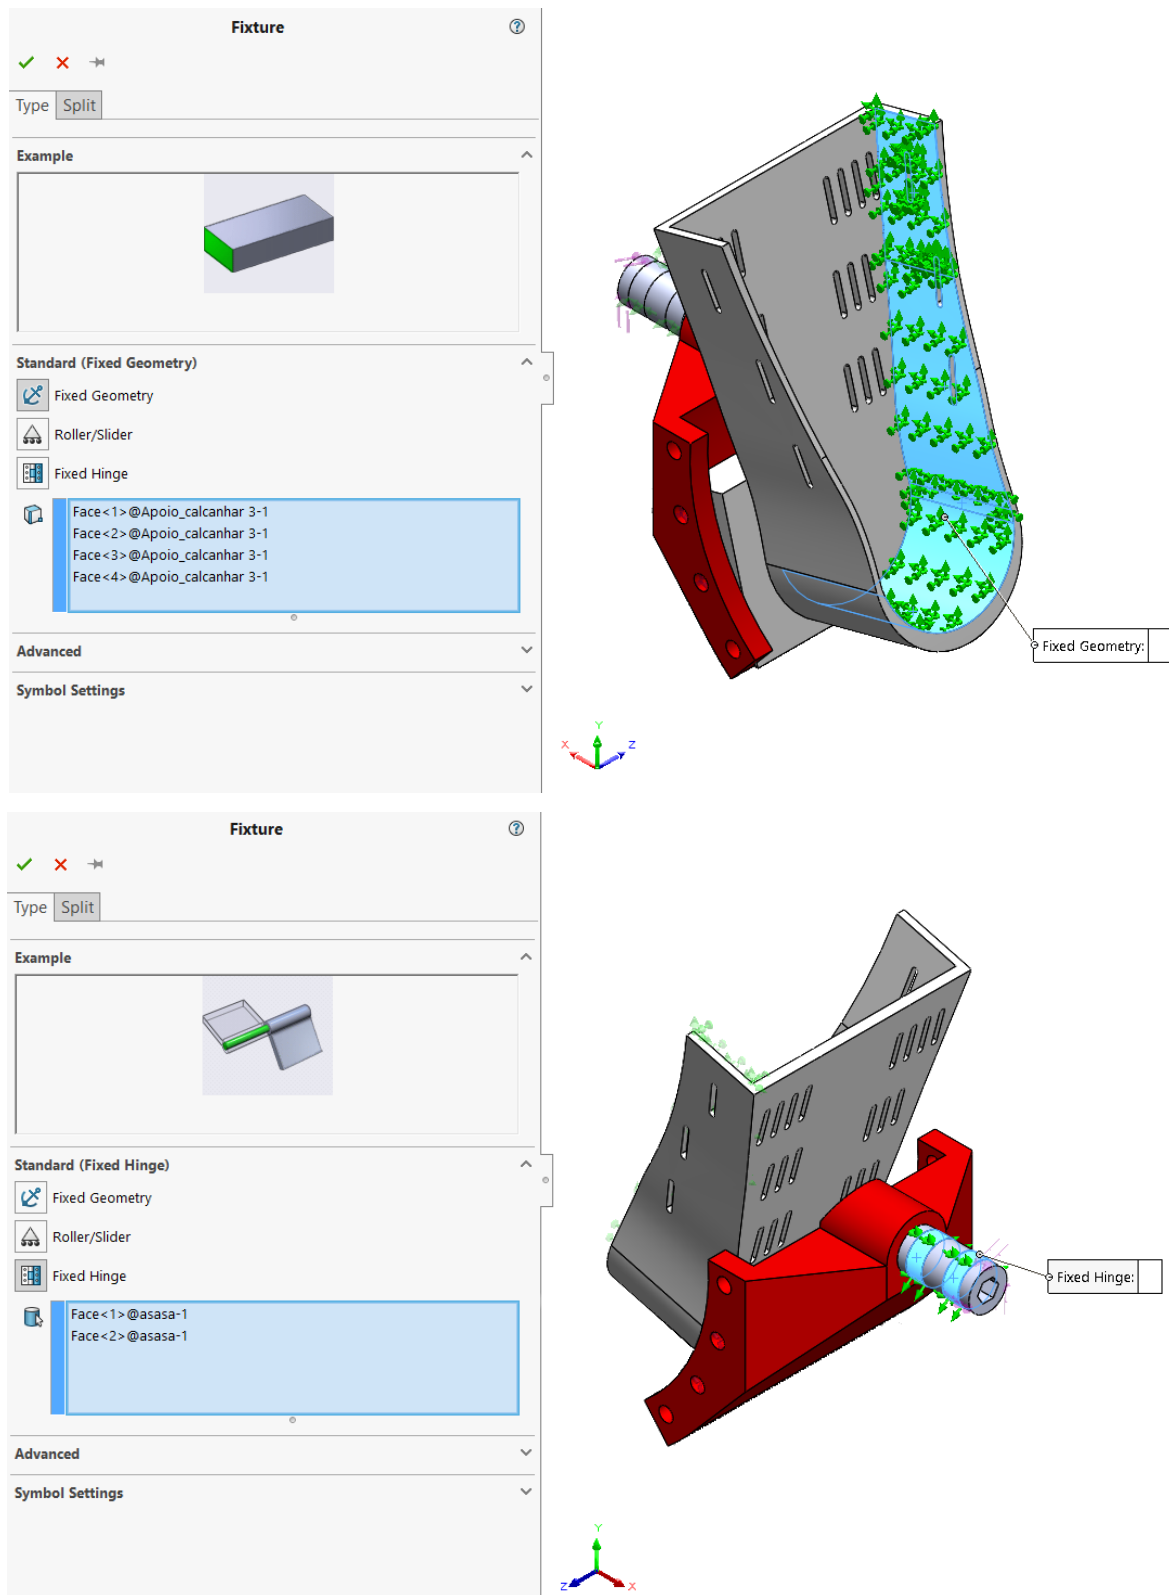 Fixture
Type Split
Example
Standard (Fixed Geometry)
Fixed Geometry
Roller/Slider
Fixed Hinge
Face<1>@Apoio_calcanhar 3-1
Face<2>@Apoio_calcanhar 3-1
Face<3>@Apoio_calcanhar 3-1
Face<4>@Apoio_calcanhar 3-1
Advanced
Symbol Settings
Fixed Geometry:
Y
X
Z
Fixture
Type Split
Example
Standard (Fixed Hinge)
Fixed Geometry
Roller/Slider
Fixed Hinge
Face<1>@asasa-1
Face<2>@asasa-1
Advanced
Symbol Settings
Fixed Hinge:
Y
Z
X